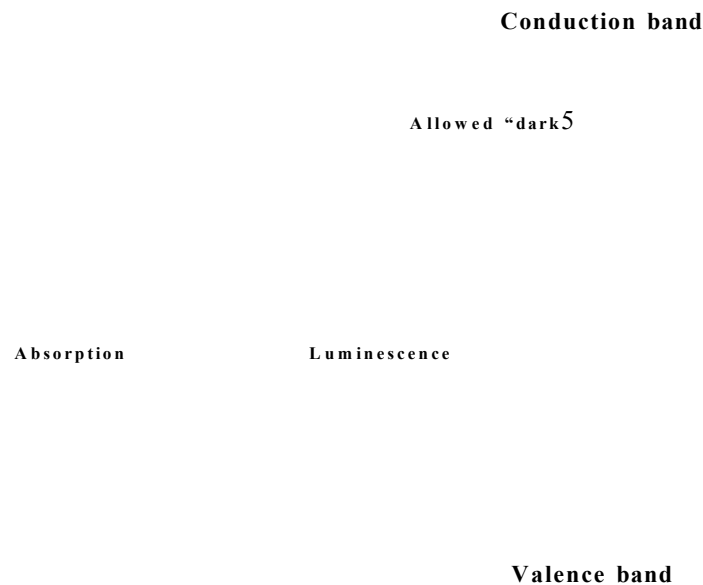 Conduction band
Allowed “dark5
Absorption Luminescence
Valence band